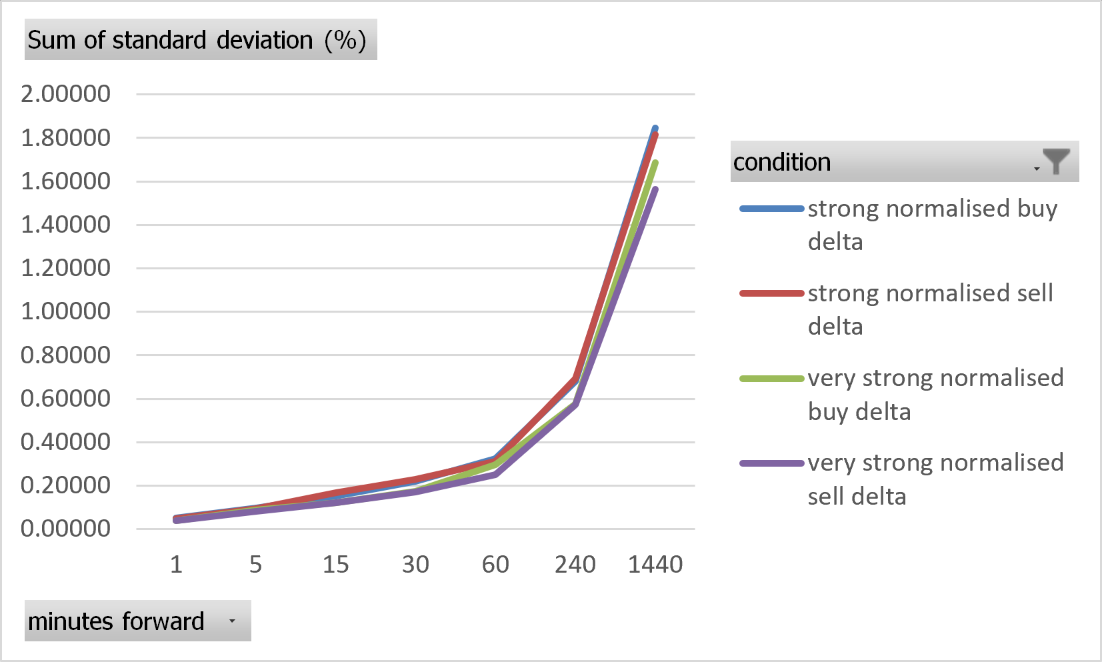 Sum of standard deviation (%)
2.00000
1.80000
1.60000
1.40000
1.20000
1.00000
0.80000
0.60000
0.40000
0.20000
0.00000
1 5 15 30 60 240 1440
minutes forward
condition
strong normalised buy
delta
strong normalised sell
delta
very strong normalised
buy delta
very strong normalised
sell delta